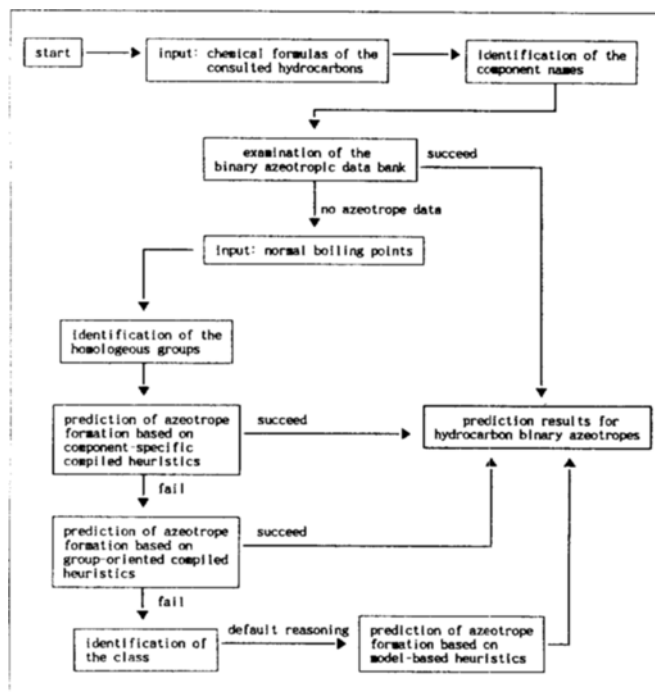 start
input: chemical formulas of the
consulted hydrocarbons
identification of the
component names
examination of the
binary azeotropic data bank
succeed
no azeotrope data
input: normal boiling points
identification of the
homologeous groups
prediction of azeotrope
formation based on
component-specific
compiled heuristics
succeed
prediction results for
hydrocarbon binary azeotropes
fail
prediction of azeotrope
formation based on
group-oriented compiled
heuristics
succeed
fail
identification of
the class
default reasoning
prediction of azeotrope
formation based on
model-based heuristics